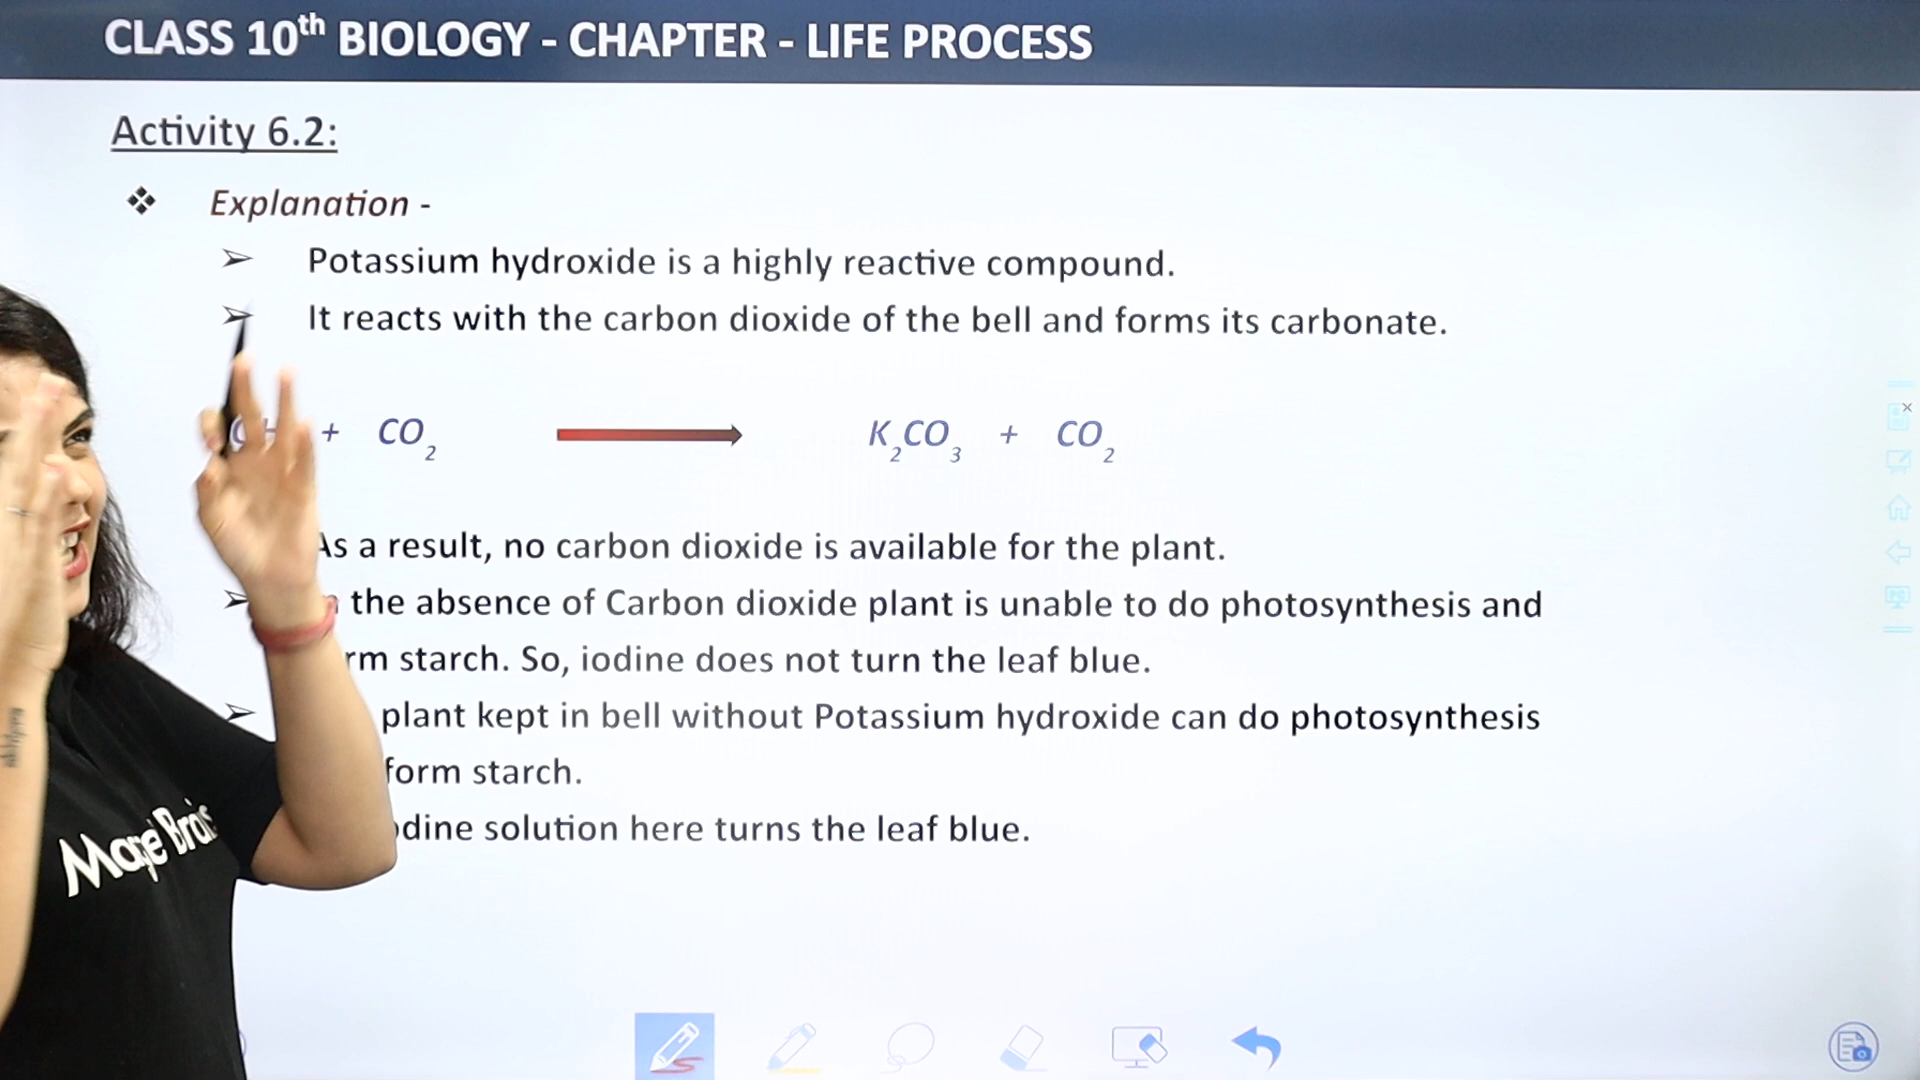 CLASS 10th BIOLOGY - CHAPTER - LIFE PROCESS
Activity 6.2:
Explanation -
Potassium hydroxide is a highly reactive compound.
It reacts with the carbon dioxide of the bell and forms its carbonate.
+ CO2 K2CO3 + CO2
As a result, no carbon dioxide is available for the plant.
the absence of Carbon dioxide plant is unable to do photosynthesis and
starch. So, iodine does not turn the leaf blue.
plant kept in bell without Potassium hydroxide can do photosynthesis
form starch.
solution here turns the leaf blue.